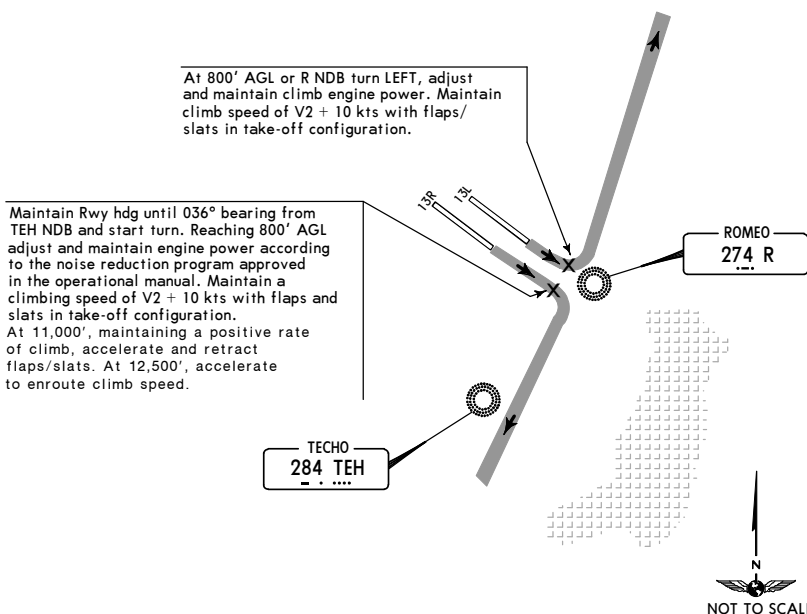 At 800' AGL or R NDB turn LEFT, adjust
and maintain climb engine power. Maintain
climb speed of V2 + 10 kts with flaps/
slats in take-off configuration.
13R
13L
Maintain Rwy hdg until 036° bearing from
TEH NDB and start turn. Reaching 800' AGL
adjust and maintain engine power according
to the noise reduction program approved
in the operational manual. Maintain a
climbing speed of V2 + 10 kts with flaps and
slats in take-off configuration.
At 11,000', maintaining a positive rate
of climb, accelerate and retract
flaps/slats. At 12,500', accelerate
to enroute climb speed.
ROMEO
274 R
TECHO
284 TEH
N
NOT TO SCALE